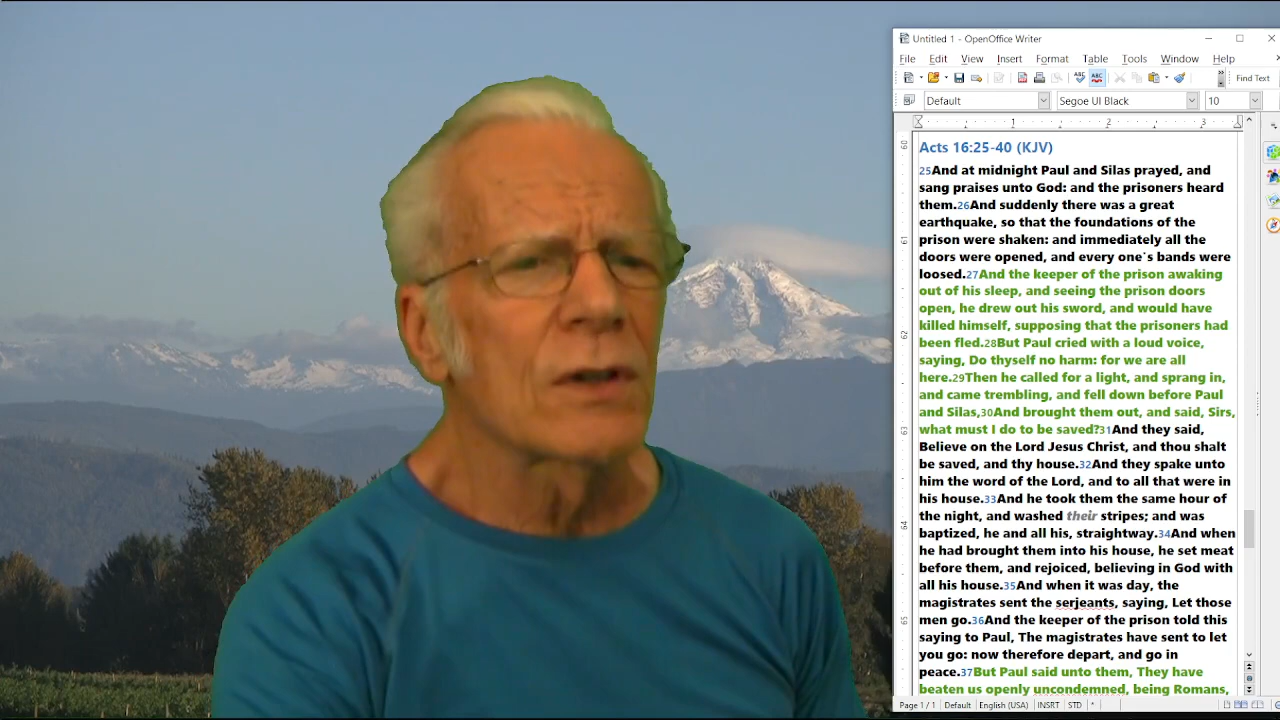 Untitled 1 - OpenOffice Writer
File Edit View Insert Format Table Tools Window Help
Find Text
Default Segoe UI Black 10
1 2 3
Acts 16:25-40 (KJV)
25And at midnight Paul and Silas prayed, and
sang praises unto God: and the prisoners heard
them.26And suddenly there was a great
earthquake, so that the foundations of the
prison were shaken: and immediately all the
doors were opened, and every one's bands were
loosed.27And the keeper of the prison awaking
out of his sleep, and seeing the prison doors
open, he drew out his sword, and would have
killed himself, supposing that the prisoners had
been fled.28But Paul cried with a loud voice,
saying, Do thyself no harm: for we are all
here.29Then he called for a light, and sprang in,
and came trembling, and fell down before Paul
and Silas,30And brought them out, and said, Sirs,
what must I do to be saved?31And they said,
Believe on the Lord Jesus Christ, and thou shalt
be saved, and thy house.32And they spake unto
him the word of the Lord, and to all that were in
his house.33And he took them the same hour of
the night, and washed their stripes; and was
baptized, he and all his, straightway.34And when
he had brought them into his house, he set meat
before them, and rejoiced, believing in God with
all his house.35And when it was day, the
magistrates sent the serjeants, saying, Let those
men go.36And the keeper of the prison told this
saying to Paul, The magistrates have sent to let
you go: now therefore depart, and go in
peace.37But Paul said unto them, They have
beaten us openly uncondemned, being Romans,
60
61
62
63
64
65
Page 1 / 1 Default English (USA) INSRT STD *